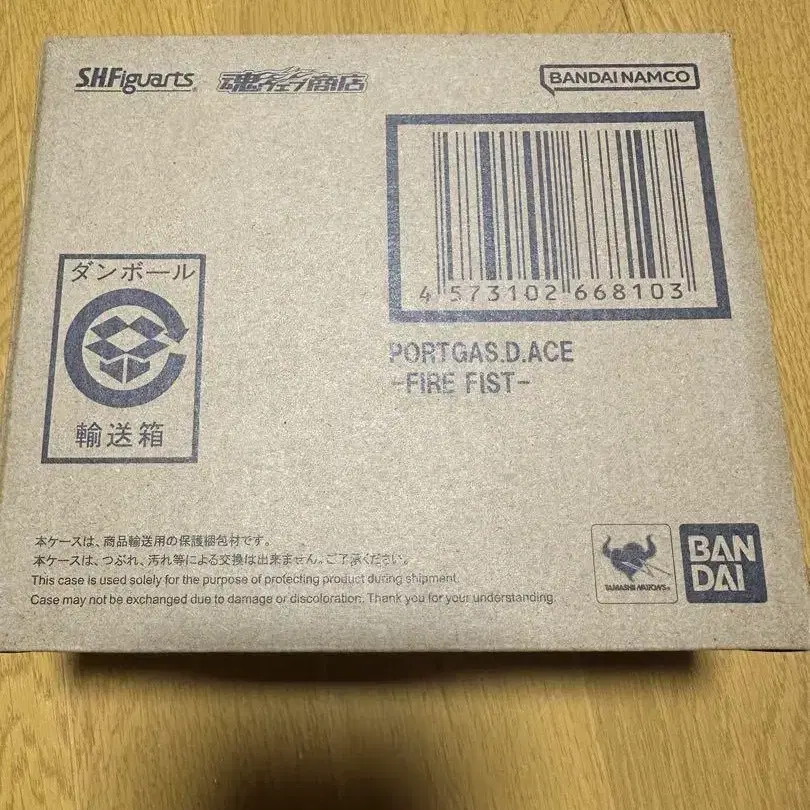 S.H.Figuarts
魂ウェブ商店
BANDAI NAMCO
4 573102 668103
PORTGAS.D.ACE
-FIRE FIST-
ダンボール
輸送箱
本ケースは、商品輸送用の保護梱包材です。
本ケースは、つぶれ、汚れ等による交換は出来ません。ご了承ください。
This case is used solely for the purpose of protecting product during shipment.
Case may not be exchanged due to damage or discoloration. Thank you for your understanding.
TAMASHII NATIONS
BAN
DAI